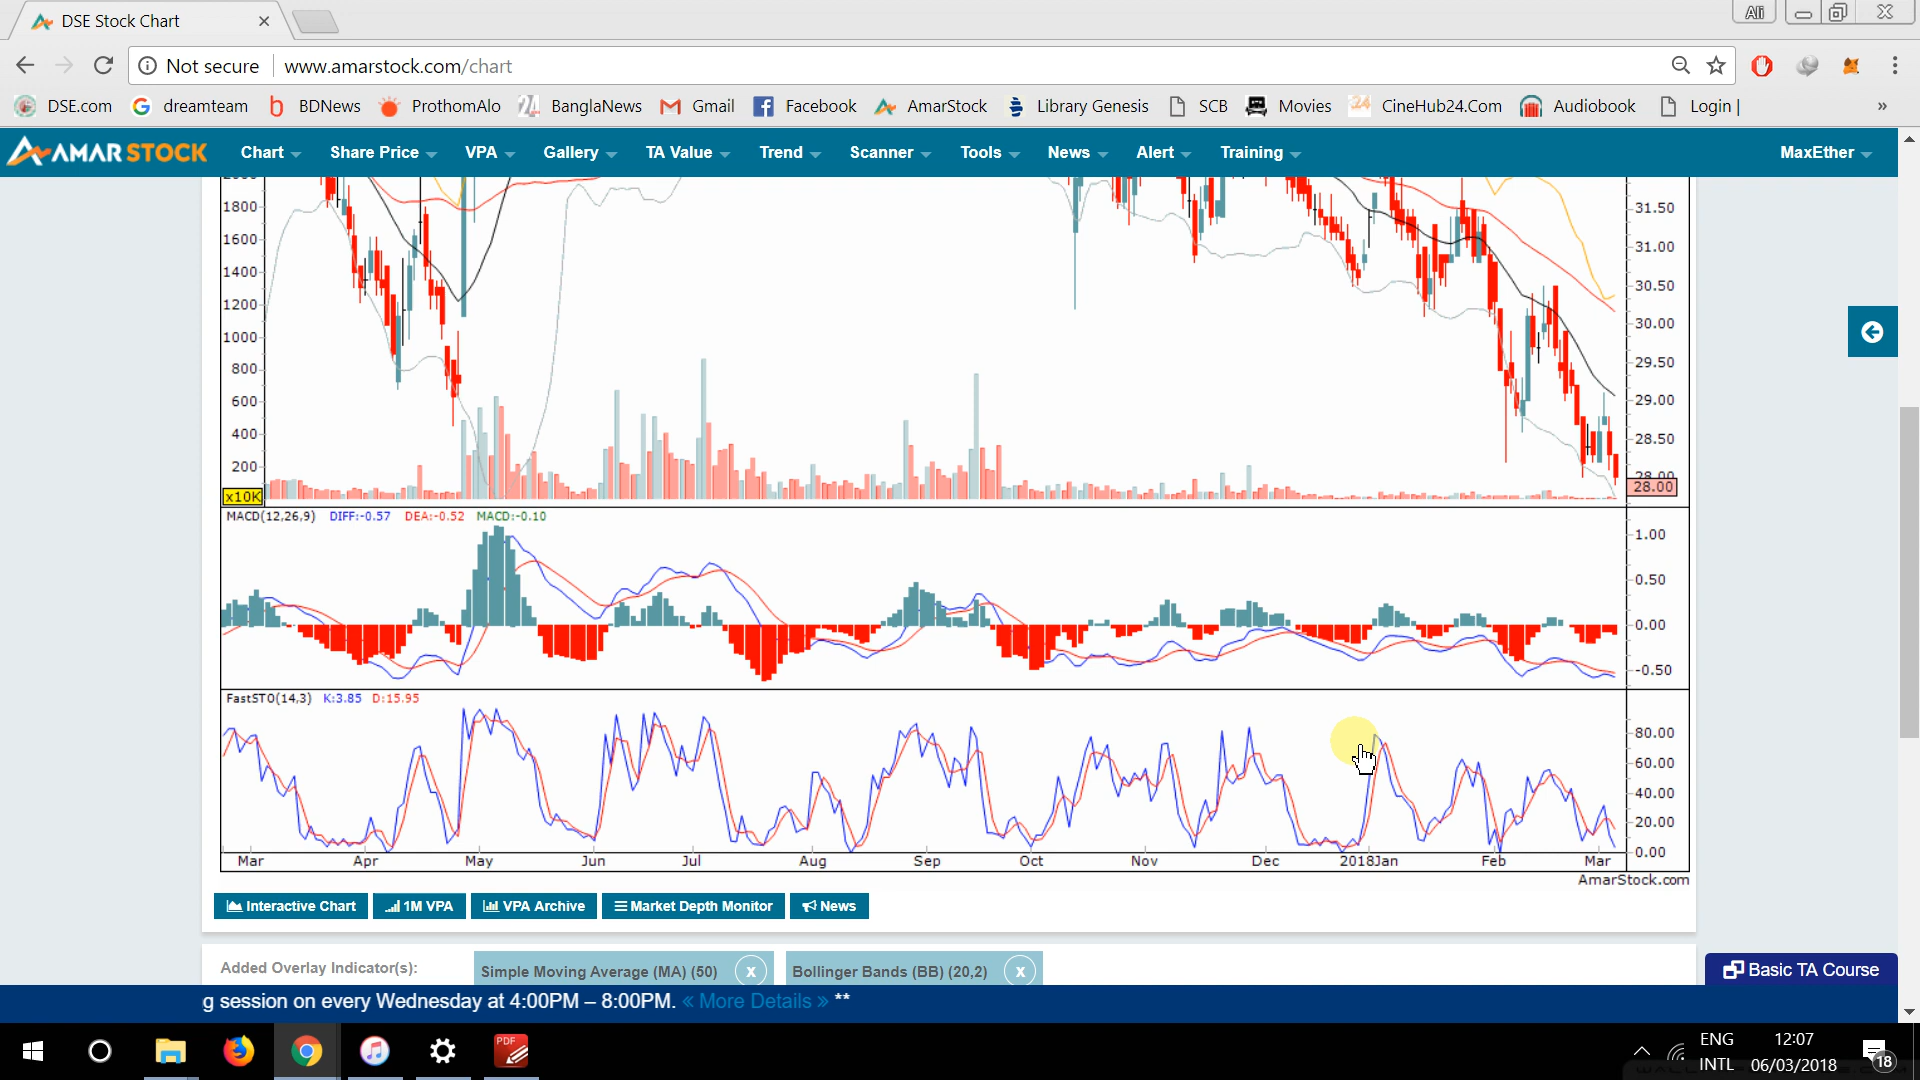 DSE Stock Chart
Ali
Not secure www.amarstock.com/chart
DSE.com dreamteam BDNews ProthomAlo BanglaNews Gmail Facebook AmarStock Library Genesis SCB Movies CineHub24.Com Audiobook Login | »
AMAR STOCK Chart Share Price VPA Gallery TA Value Trend Scanner Tools News Alert Training MaxEther
1800
1600
1400
1200
1000
800
600
400
200
x10K
31.50
31.00
30.50
30.00
29.50
29.00
28.50
28.00
28.00
MACD(12,26,9) DIFF:-0.57 DEA:-0.52 MACD:-0.10
1.00
0.50
0.00
-0.50
FastSTO(14,3) K:3.85 D:15.95
80.00
60.00
40.00
20.00
0.00
Mar Apr May Jun Jul Aug Sep Oct Nov Dec 2018Jan Feb Mar
AmarStock.com
Interactive Chart 1M VPA VPA Archive Market Depth Monitor News
Added Overlay Indicator(s): Simple Moving Average (MA) (50) x Bollinger Bands (BB) (20,2) x
Basic TA Course
g session on every Wednesday at 4:00PM – 8:00PM. « More Details » **
PDF
ENG 12:07
INTL 06/03/2018 18